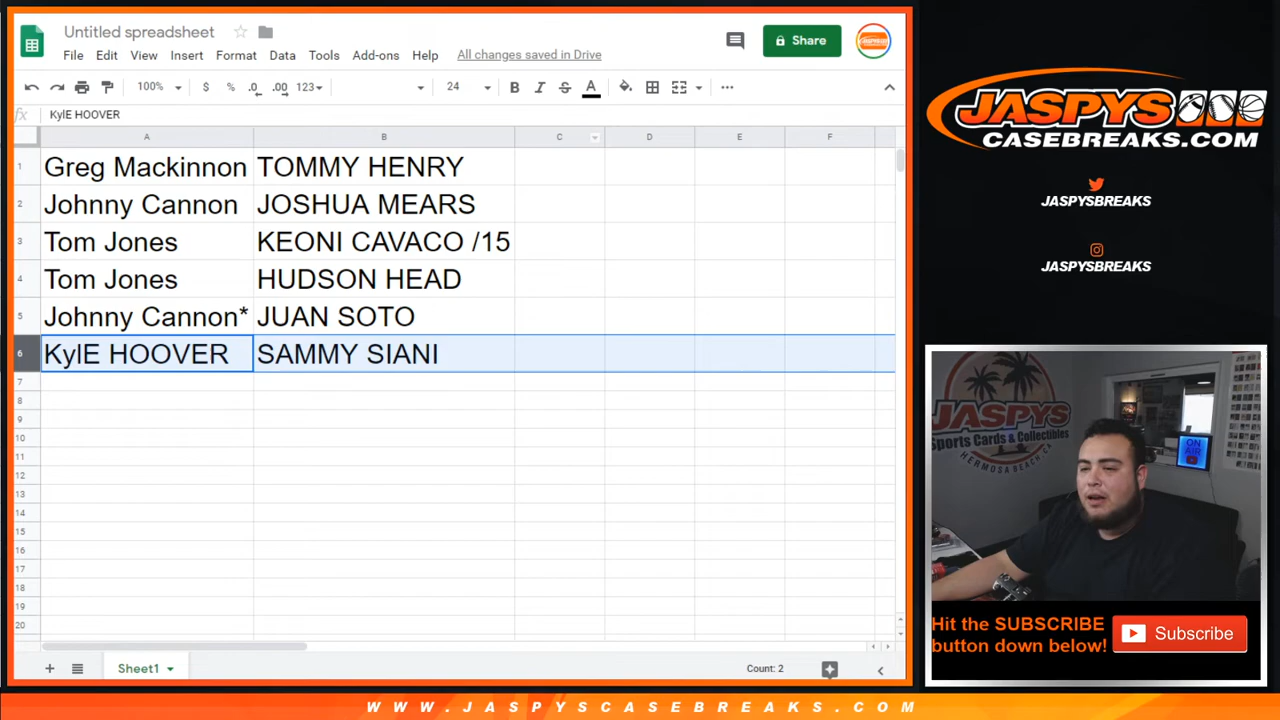 Untitled spreadsheet
File Edit View Insert Format Data Tools Add-ons Help All changes saved in Drive
Share
100% $ % .0 .00 123 24 B I S A
fx KylE HOOVER
A B C D E F
1 Greg Mackinnon TOMMY HENRY
2 Johnny Cannon JOSHUA MEARS
3 Tom Jones KEONI CAVACO /15
4 Tom Jones HUDSON HEAD
5 Johnny Cannon* JUAN SOTO
6 KylE HOOVER SAMMY SIANI
7
8
9
10
11
12
13
14
15
16
17
18
19
20
Sheet1
Count: 2
JASPYS
CASEBREAKS.COM
JASPYSBREAKS
JASPYSBREAKS
JASPYS
Sports Cards & Collectibles
HERMOSA BEACH, CA
ON AIR
Hit the SUBSCRIBE
button down below!
Subscribe
WWW.JASPYSCASEBREAKS.COM